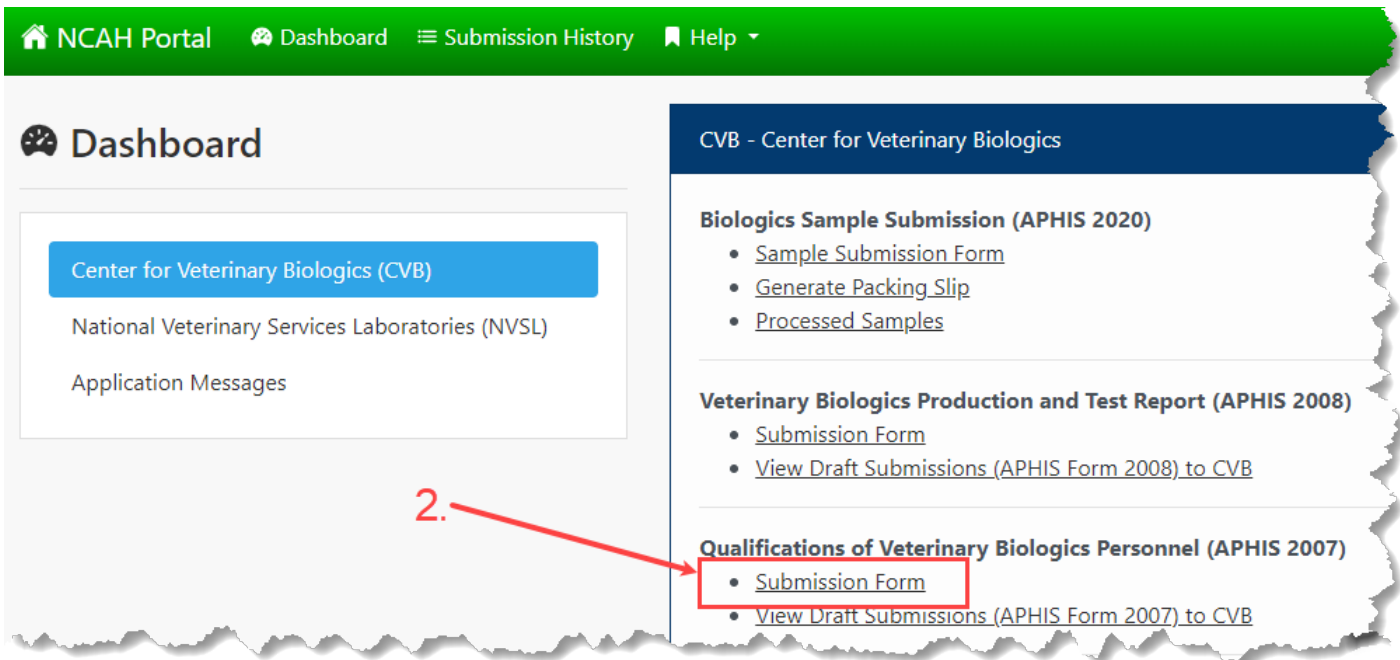 NCAH Portal Dashboard Submission History Help
Dashboard
Center for Veterinary Biologics (CVB)
National Veterinary Services Laboratories (NVSL)
Application Messages
2.
CVB - Center for Veterinary Biologics
Biologics Sample Submission (APHIS 2020)
• Sample Submission Form
• Generate Packing Slip
• Processed Samples
Veterinary Biologics Production and Test Report (APHIS 2008)
• Submission Form
• View Draft Submissions (APHIS Form 2008) to CVB
Qualifications of Veterinary Biologics Personnel (APHIS 2007)
• Submission Form
• View Draft Submissions (APHIS Form 2007) to CVB